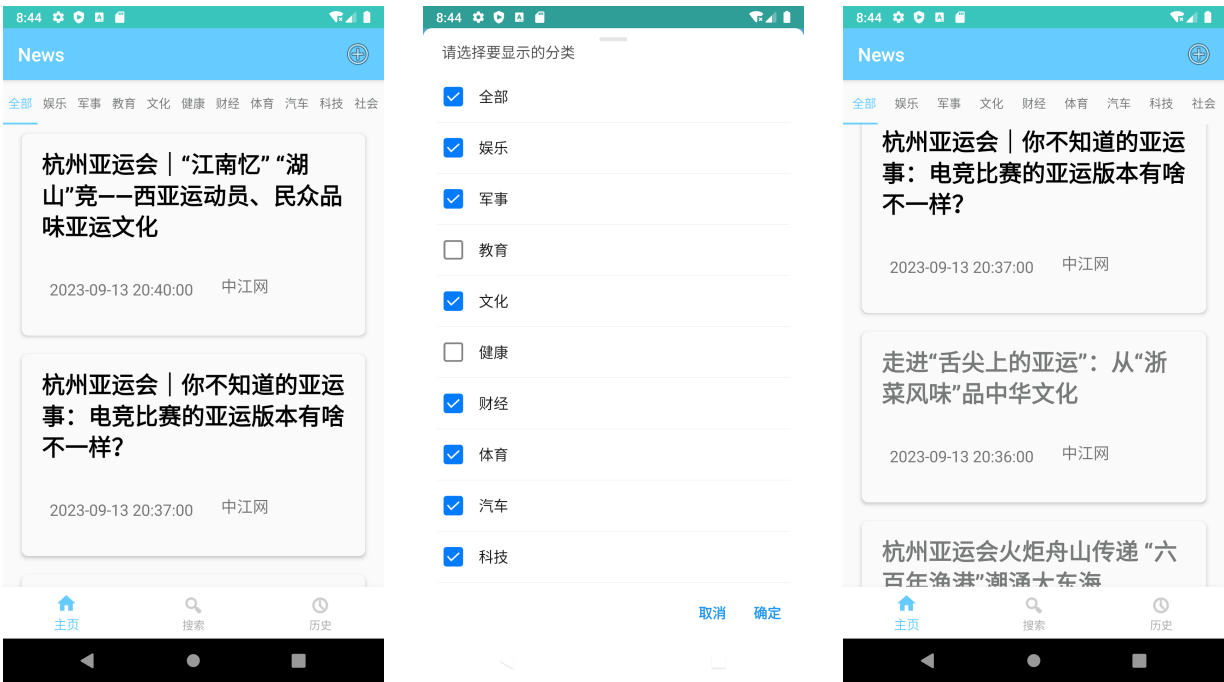 8:44
News
全部 娱乐 军事 教育 文化 健康 财经 体育 汽车 科技 社会
杭州亚运会｜“江南忆” “湖
山”竞——西亚运动员、民众品
味亚运文化
2023-09-13 20:40:00 中江网
杭州亚运会｜你不知道的亚运
事：电竞比赛的亚运版本有啥
不一样？
2023-09-13 20:37:00 中江网
主页 搜索 历史
8:44
请选择要显示的分类
全部
娱乐
军事
教育
文化
健康
财经
体育
汽车
科技
取消 确定
8:44
News
全部 娱乐 军事 文化 财经 体育 汽车 科技 社会
杭州亚运会｜你不知道的亚运
事：电竞比赛的亚运版本有啥
不一样？
2023-09-13 20:37:00 中江网
走进“舌尖上的亚运”：从“浙
菜风味”品中华文化
2023-09-13 20:36:00 中江网
杭州亚运会火炬舟山传递 “六
百年渔港”潮涌大东海
主页 搜索 历史